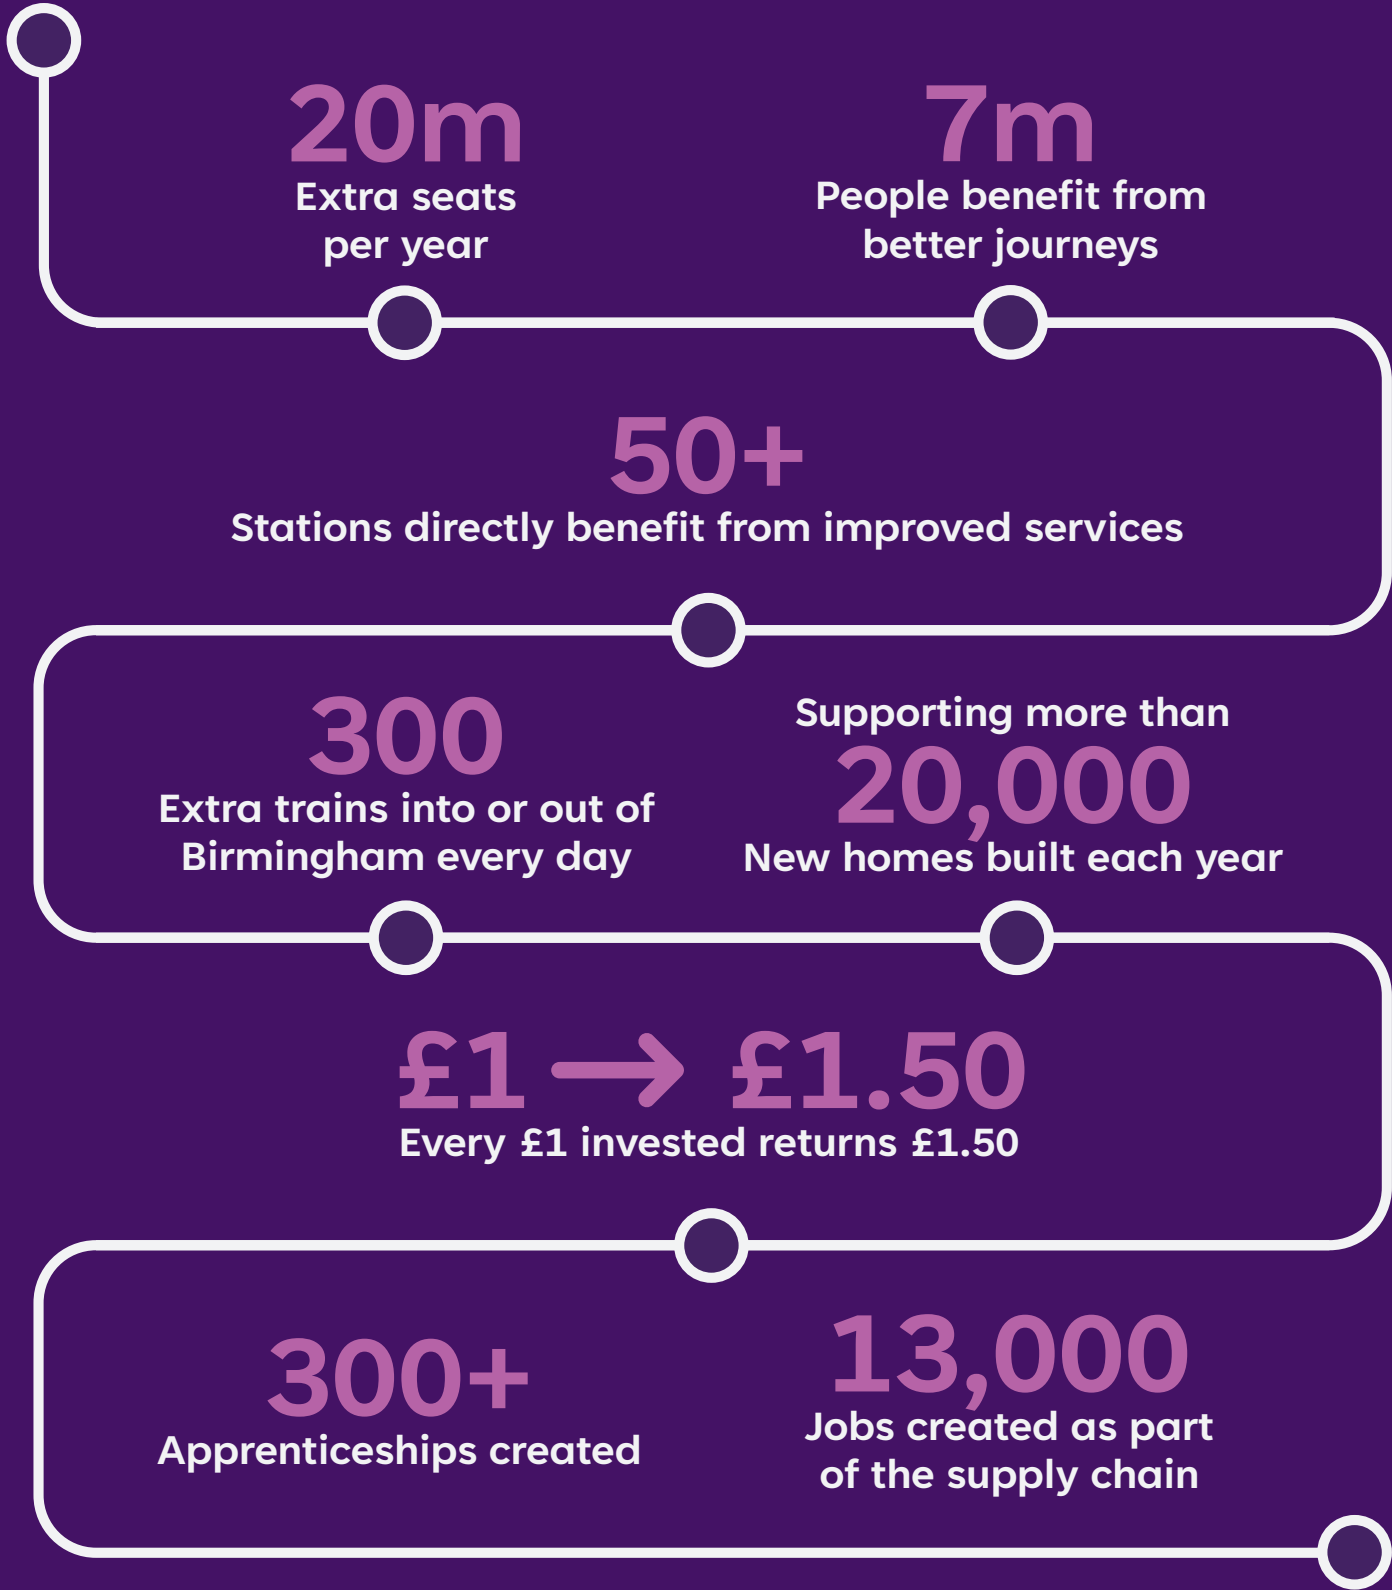 20m
Extra seats
per year
7m
People benefit from
better journeys
50+
Stations directly benefit from improved services
300
Extra trains into or out of
Birmingham every day
Supporting more than
20,000
New homes built each year
£1 → £1.50
Every £1 invested returns £1.50
300+
Apprenticeships created
13,000
Jobs created as part
of the supply chain